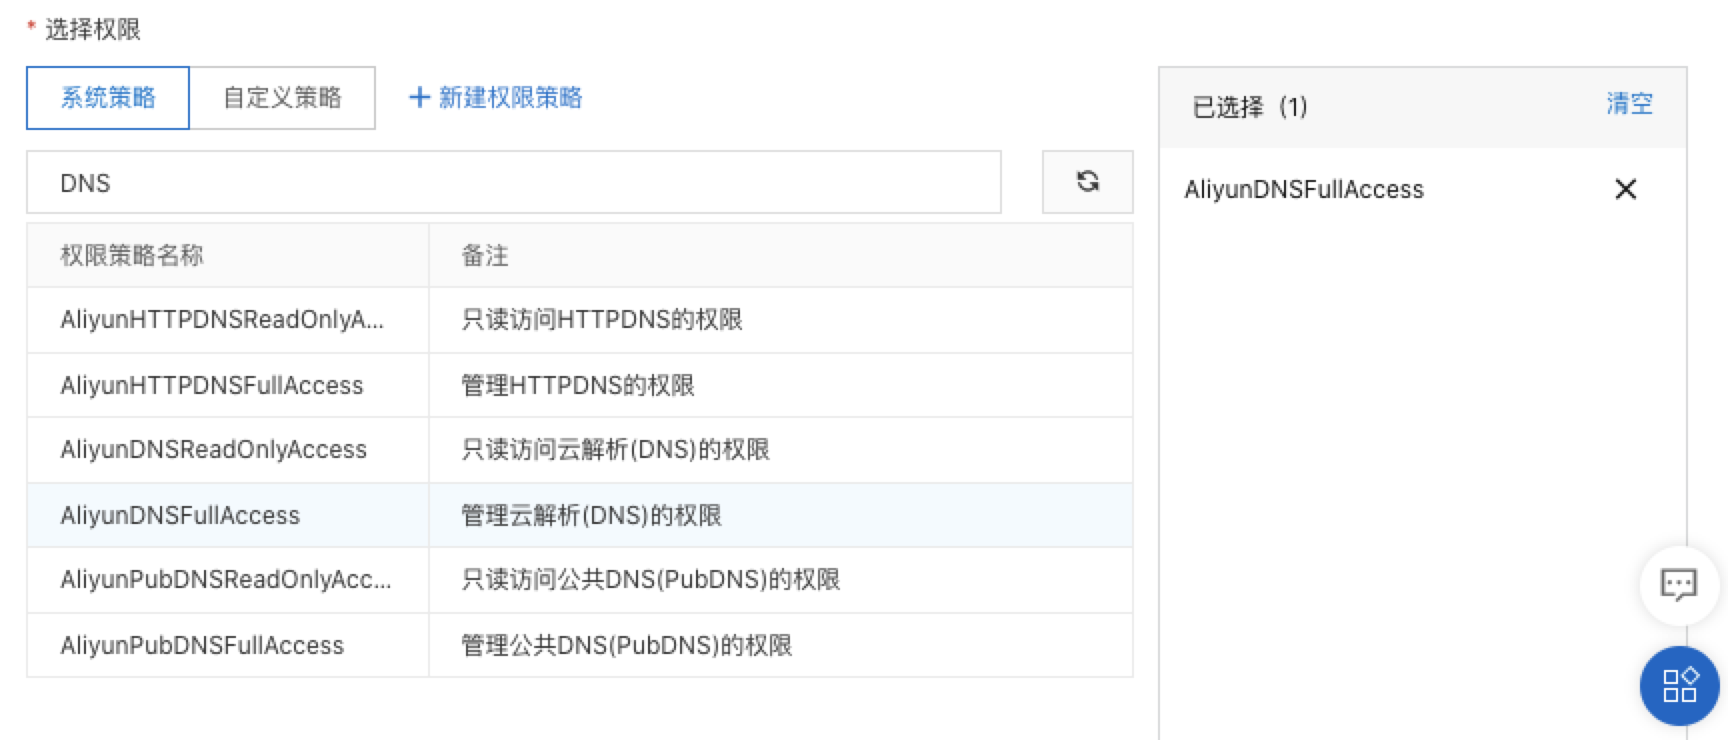 * 选择权限
系统策略 自定义策略 + 新建权限策略
DNS
权限策略名称 备注
AliyunHTTPDNSReadOnlyA... 只读访问HTTPDNS的权限
AliyunHTTPDNSFullAccess 管理HTTPDNS的权限
AliyunDNSReadOnlyAccess 只读访问云解析(DNS)的权限
AliyunDNSFullAccess 管理云解析(DNS)的权限
AliyunPubDNSReadOnlyAcc... 只读访问公共DNS(PubDNS)的权限
AliyunPubDNSFullAccess 管理公共DNS(PubDNS)的权限
已选择（1） 清空
AliyunDNSFullAccess